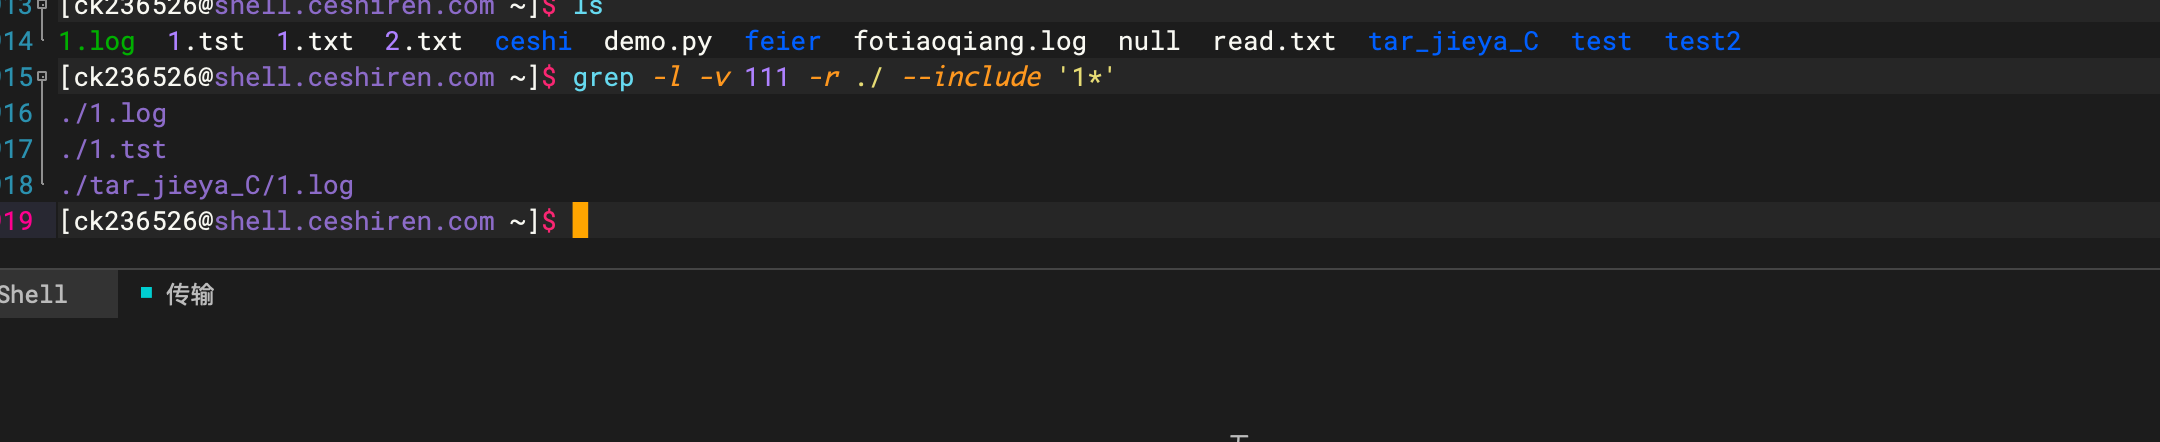 13 [ck236526@shell.ceshiren.com ~]$ ls
14 1.log 1.tst 1.txt 2.txt ceshi demo.py feier fotiaoqiang.log null read.txt tar_jieya_C test test2
15 [ck236526@shell.ceshiren.com ~]$ grep -l -v 111 -r ./ --include '1*'
16 ./1.log
17 ./1.tst
18 ./tar_jieya_C/1.log
19 [ck236526@shell.ceshiren.com ~]$
Shell 传输